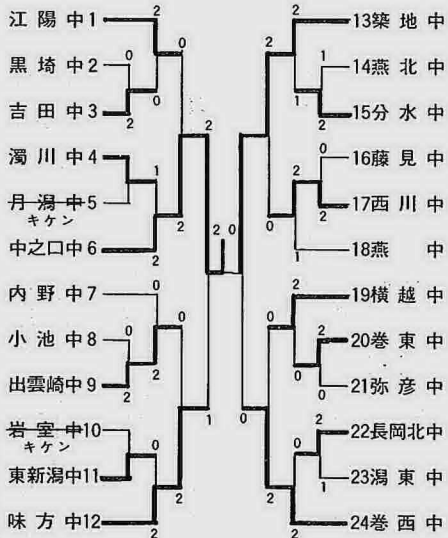 江陽中1
黒埼中2
吉田中3
濁川中4
丹潟中5
キケン
中之口中6
内野中7
小池中8
出雲崎中9
岩室中10
キケン
東新潟中11
味方中12
13築地中
14燕北中
15分水中
16藤見中
17西川中
18燕中
19横越中
20巻東中
21弥彦中
22長岡北中
23潟東中
24巻西中
2
0
0
0
2
2
1
2
2
0
0
0
2
2
0
0
2
2
1
2 0
2
2
1
1
2
0
0
2
2
1
2
0
0
2
0
0
0
2
1
2